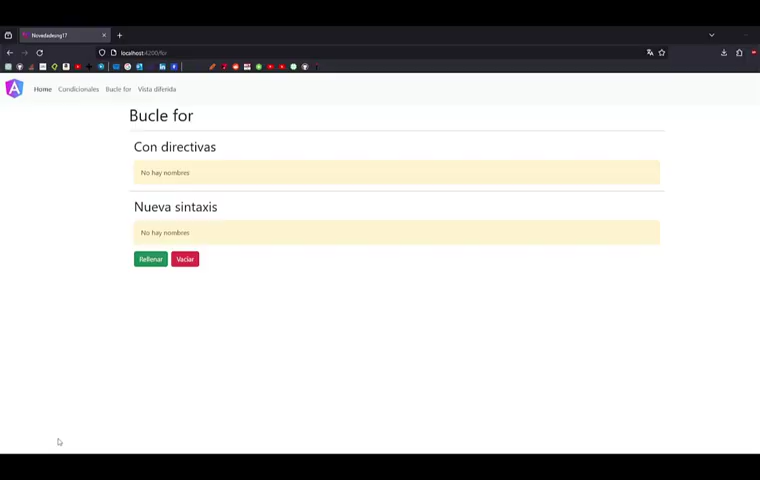 Novedadesng17
localhost:4200/for
Home Condicionales Bucle for Vista diferida
Bucle for
Con directivas
No hay nombres
Nueva sintaxis
No hay nombres
Rellenar Vaciar